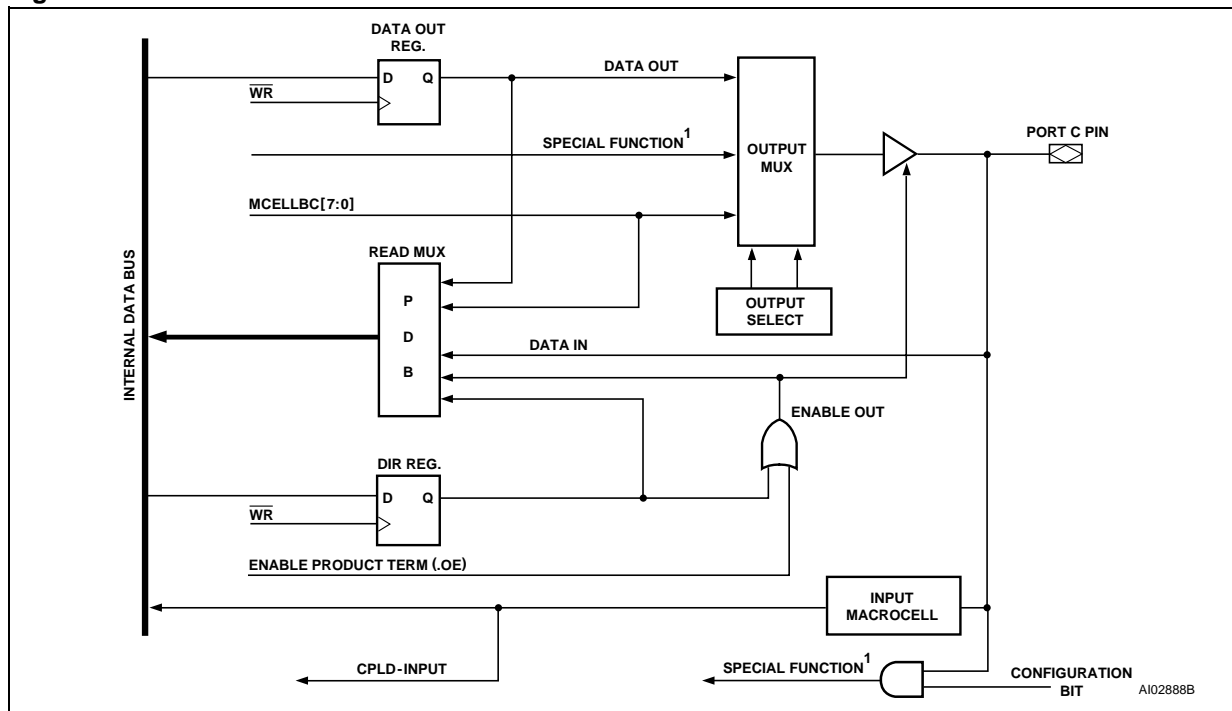 DATA OUT
REG.
D Q
WR
DATA OUT
SPECIAL FUNCTION1
OUTPUT
MUX
PORT C PIN
MCELLBC[7:0]
READ MUX
P
D
B
OUTPUT
SELECT
INTERNAL DATA BUS
DATA IN
ENABLE OUT
DIR REG.
D Q
WR
ENABLE PRODUCT TERM (.OE)
INPUT
MACROCELL
CPLD-INPUT
SPECIAL FUNCTION1
CONFIGURATION
BIT
AI02888B